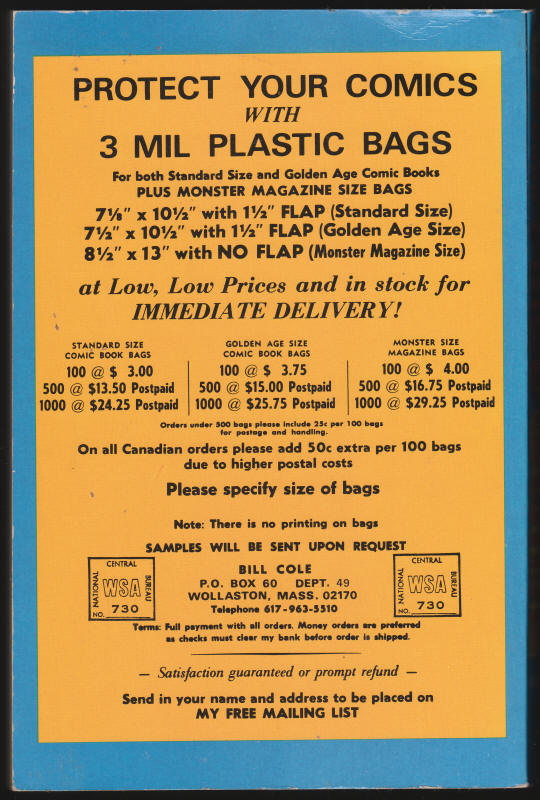 PROTECT YOUR COMICS
WITH
3 MIL PLASTIC BAGS
For both Standard Size and Golden Age Comic Books
PLUS MONSTER MAGAZINE SIZE BAGS
7⅛" x 10½" with 1½" FLAP (Standard Size)
7½" x 10½" with 1½" FLAP (Golden Age Size)
8½" x 13" with NO FLAP (Monster Magazine Size)
at Low, Low Prices and in stock for
IMMEDIATE DELIVERY!
STANDARD SIZE
COMIC BOOK BAGS
100 @ $ 3.00
500 @ $13.50 Postpaid
1000 @ $24.25 Postpaid
GOLDEN AGE SIZE
COMIC BOOK BAGS
100 @ $ 3.75
500 @ $15.00 Postpaid
1000 @ $25.75 Postpaid
MONSTER SIZE
MAGAZINE BAGS
100 @ $ 4.00
500 @ $16.75 Postpaid
1000 @ $29.25 Postpaid
Orders under 500 bags please include 25c per 100 bags
for postage and handling.
On all Canadian orders please add 50c extra per 100 bags
due to higher postal costs
Please specify size of bags
Note: There is no printing on bags
SAMPLES WILL BE SENT UPON REQUEST
CENTRAL
NATIONAL
WSA
BUREAU
NO. 730
BILL COLE
P.O. BOX 60 DEPT. 49
WOLLASTON, MASS. 02170
Telephone 617-963-5510
CENTRAL
NATIONAL
WSA
BUREAU
NO. 730
Terms: Full payment with all orders. Money orders are preferred
as checks must clear my bank before order is shipped.
— Satisfaction guaranteed or prompt refund —
Send in your name and address to be placed on
MY FREE MAILING LIST